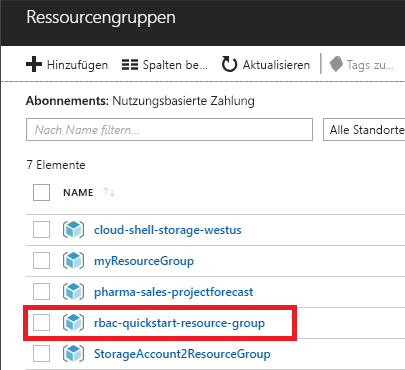 Ressourcengruppen
Hinzufügen Spalten be... Aktualisieren Tags zu...
Abonnements: Nutzungsbasierte Zahlung
Nach Name filtern... Alle Standorte
7 Elemente
NAME
cloud-shell-storage-westus
myResourceGroup
pharma-sales-projectforecast
rbac-quickstart-resource-group
StorageAccount2ResourceGroup